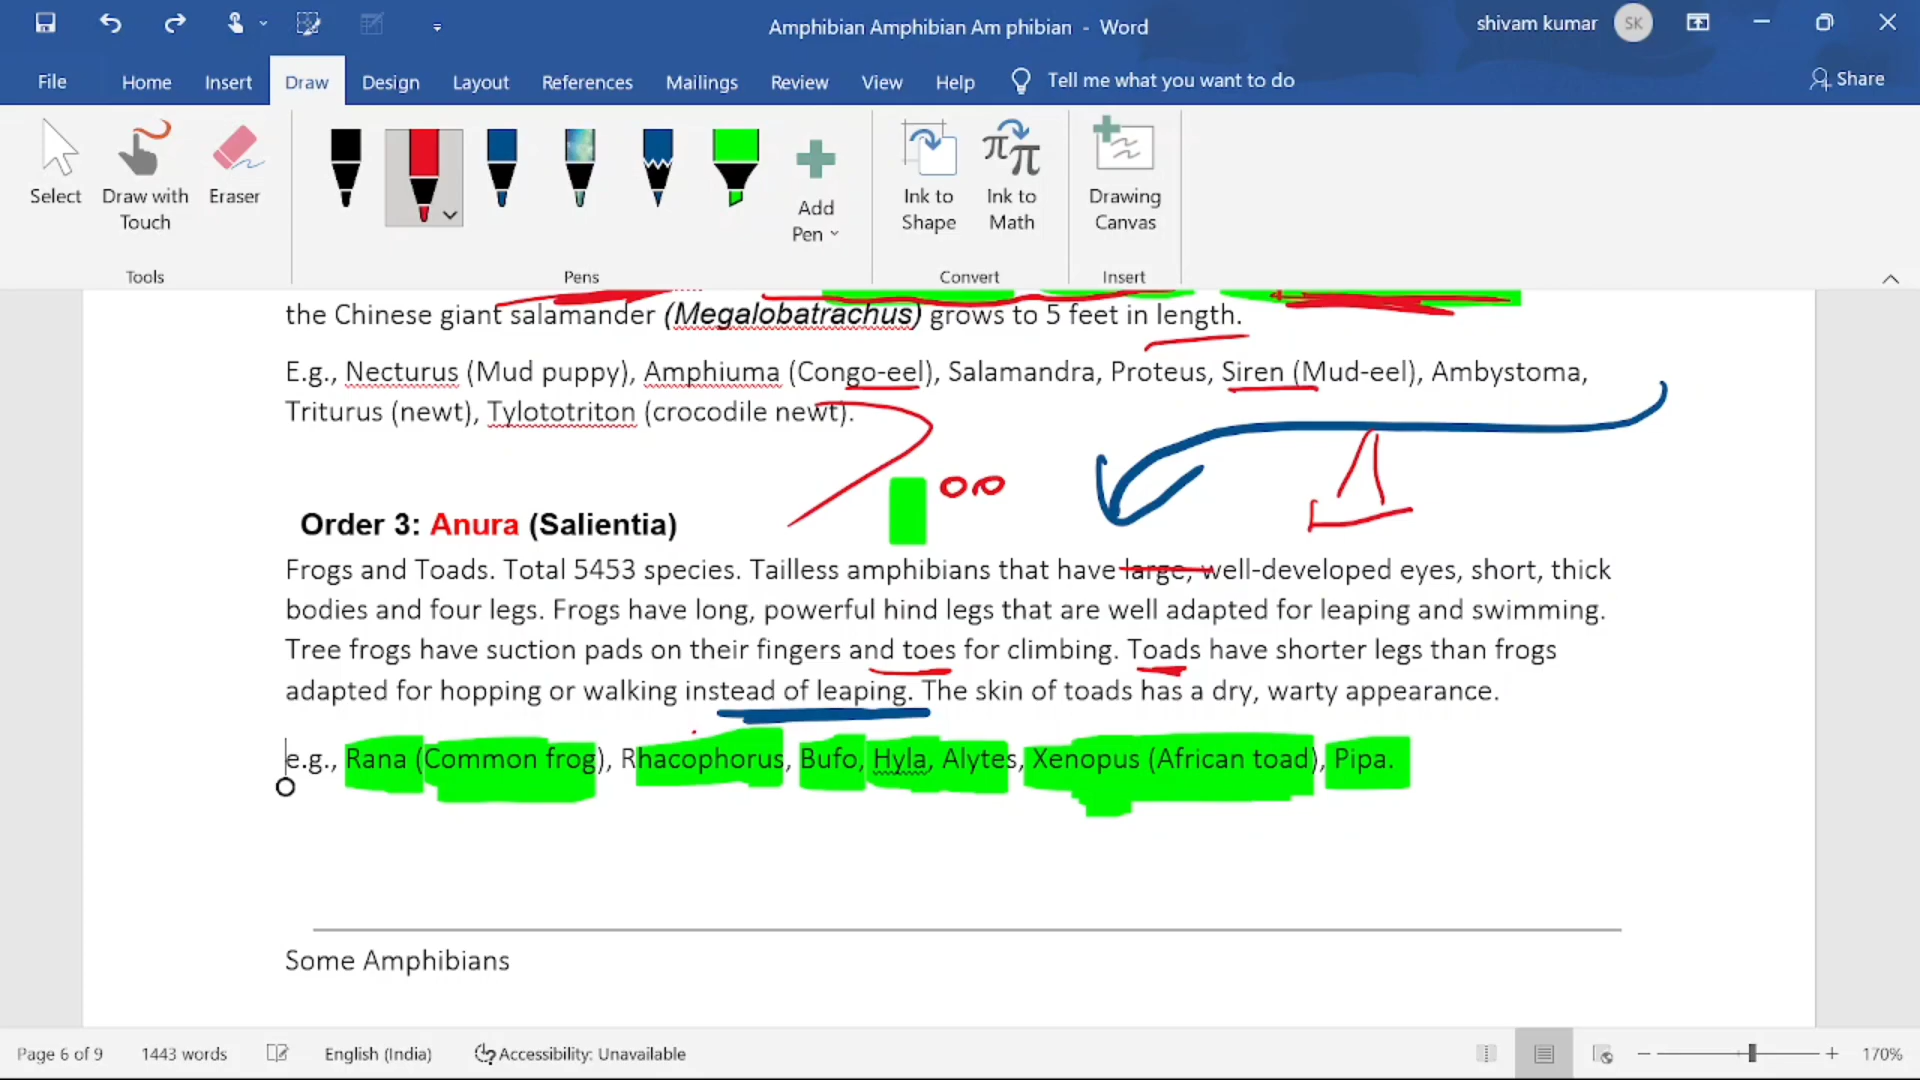 Amphibian Amphibian Am phibian - Word
shivam kumar
SK
File
Home
Insert
Draw
Design
Layout
References
Mailings
Review
View
Help
Tell me what you want to do
Share
Select
Draw with Touch
Eraser
Add Pen
Ink to Shape
Ink to Math
Drawing Canvas
Tools
Pens
Convert
Insert
the Chinese giant salamander (Megalobatrachus) grows to 5 feet in length.
E.g., Necturus (Mud puppy), Amphiuma (Congo-eel), Salamandra, Proteus, Siren (Mud-eel), Ambystoma,
Triturus (newt), Tylototriton (crocodile newt).
Order 3: Anura (Salientia)
Frogs and Toads. Total 5453 species. Tailless amphibians that have large, well-developed eyes, short, thick
bodies and four legs. Frogs have long, powerful hind legs that are well adapted for leaping and swimming.
Tree frogs have suction pads on their fingers and toes for climbing. Toads have shorter legs than frogs
adapted for hopping or walking instead of leaping. The skin of toads has a dry, warty appearance.
e.g., Rana (Common frog), Rhacophorus, Bufo, Hyla, Alytes, Xenopus (African toad), Pipa.
Some Amphibians
Page 6 of 9
1443 words
English (India)
Accessibility: Unavailable
170%